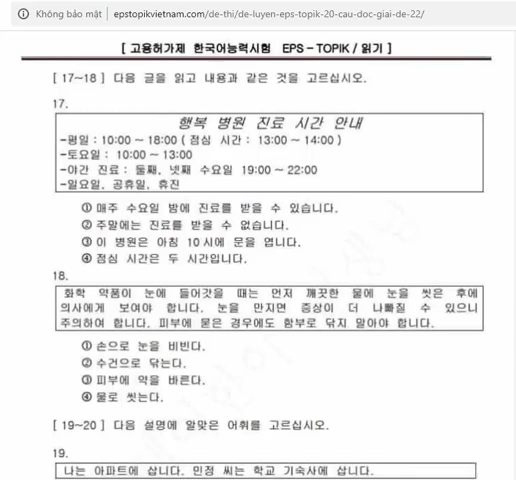 Không bảo mật | epstopikvietnam.com/de-thi/de-luyen-eps-topik-20-cau-doc-giai-de-22/
[ 고용허가제 한국어능력시험 EPS - TOPIK / 읽기 ]
[ 17~18 ] 다음 글을 읽고 내용과 같은 것을 고르십시오.
17.
행복 병원 진료 시간 안내
-평일 : 10:00 ~ 18:00 ( 점심 시간 : 13:00 ~ 14:00 )
-토요일 : 10:00 ~ 13:00
-야간 진료 : 둘째, 넷째 수요일 19:00 ~ 22:00
-일요일, 공휴일, 휴진
① 매주 수요일 밤에 진료를 받을 수 있습니다.
② 주말에는 진료를 받을 수 없습니다.
③ 이 병원은 아침 10시에 문을 엽니다.
④ 점심 시간은 두 시간입니다.
18.
화학 약품이 눈에 들어갓을 때는 먼저 깨끗한 물에 눈을 씻은 후에
의사에게 보여야 합니다. 눈을 만지면 증상이 더 나빠질 수 있으니
주의하여 합니다. 피부에 묻은 경우에도 함부로 닦지 말아야 합니다.
① 손으로 눈을 비빈다.
② 수건으로 닦는다.
③ 피부에 약을 바른다.
④ 물로 씻는다.
[ 19~20 ] 다음 설명에 알맞은 어휘를 고르십시오.
19.
나는 아파트에 삽니다. 민정 씨는 학교 기숙사에 삽니다.